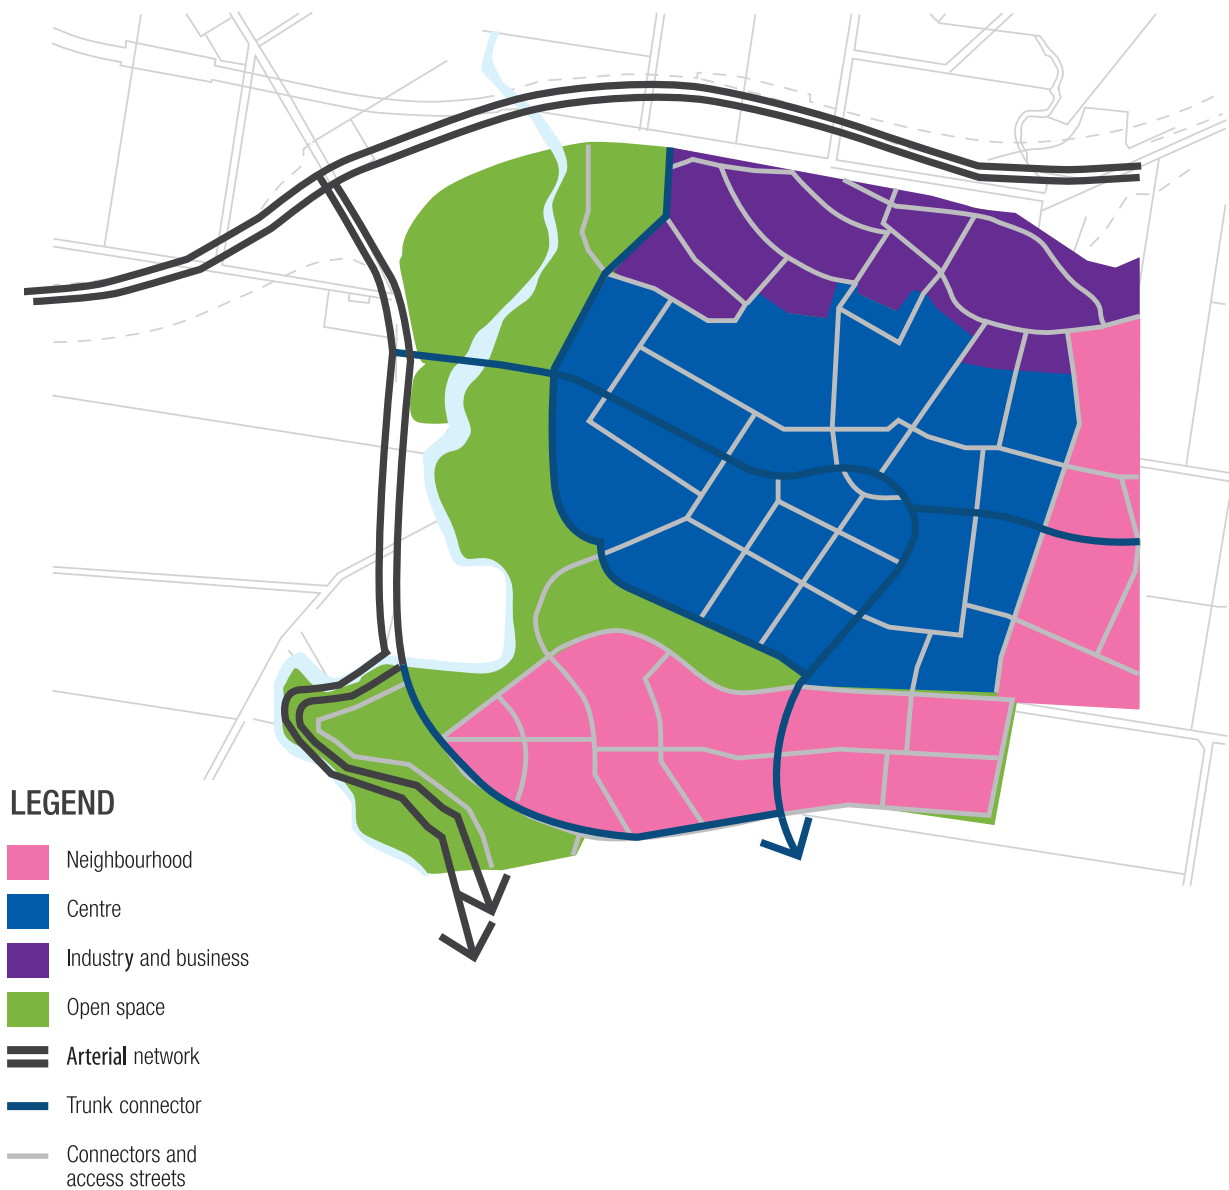 LEGEND
Neighbourhood
Centre
Industry and business
Open space
Arterial network
Trunk connector
Connectors and
access streets